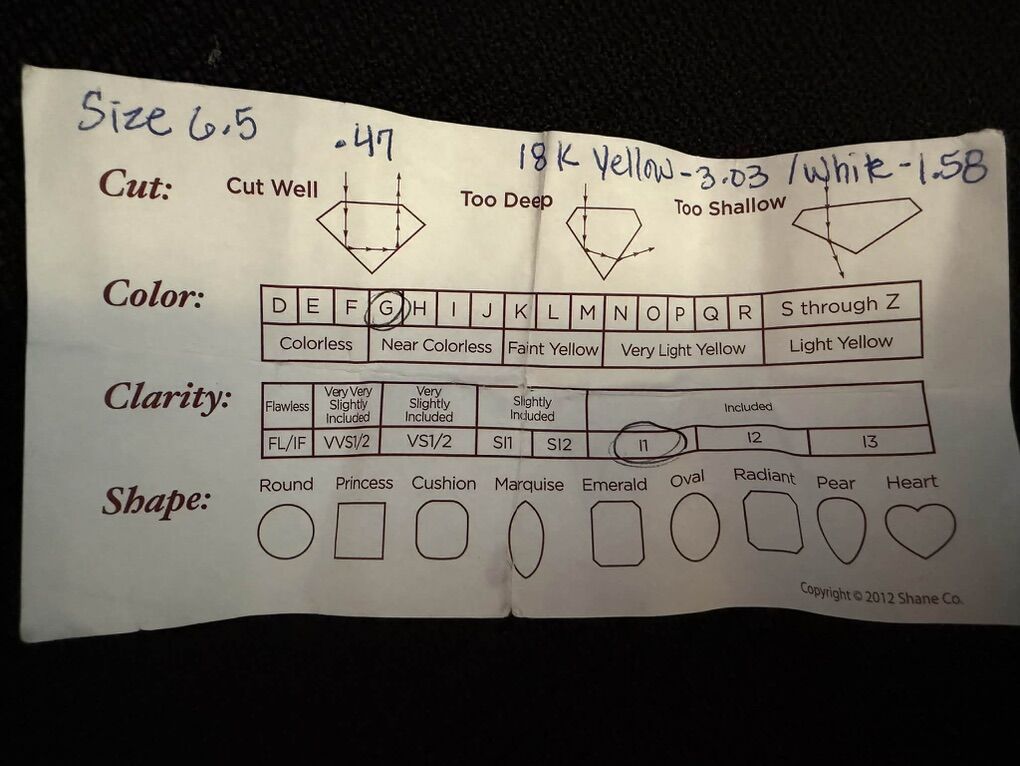 Size 6.5 .47 18K Yellow-3.03 /white-1.58
Cut: Cut Well Too Deep Too Shallow
Color: D E F G H I J K L M N O P Q R S through Z
Colorless Near Colorless Faint Yellow Very Light Yellow Light Yellow
Clarity: Flawless Very Very Slightly Included Very Slightly Included Slightly Included Included
FL/IF VVS1/2 VS1/2 SI1 SI2 I1 I2 I3
Shape: Round Princess Cushion Marquise Emerald Oval Radiant Pear Heart
Copyright © 2012 Shane Co.